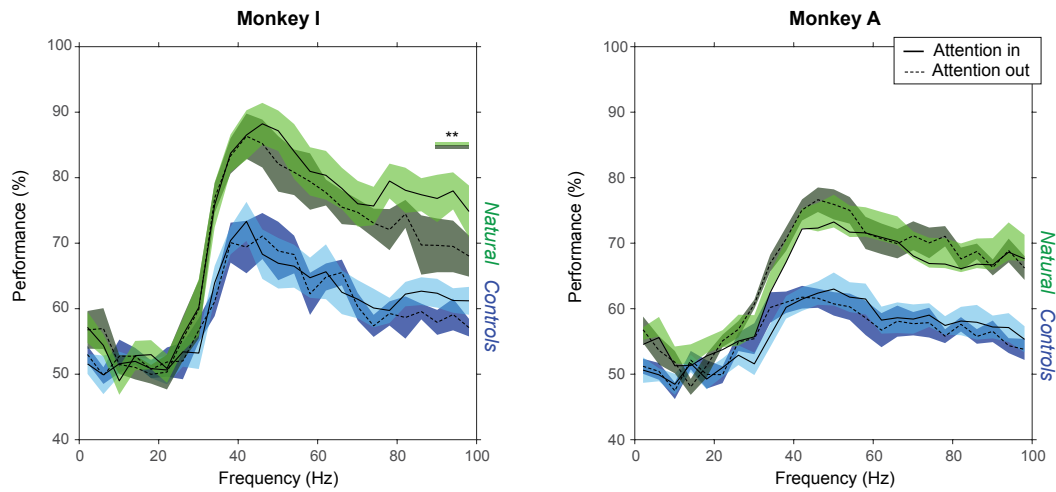 Monkey I
100
90
80
70
60
50
40
0
20
40
60
80
100
Performance (%)
Frequency (Hz)
**
Natural
Controls
Monkey A
Attention in
Attention out
100
90
80
70
60
50
40
0
20
40
60
80
100
Performance (%)
Frequency (Hz)
Natural
Controls